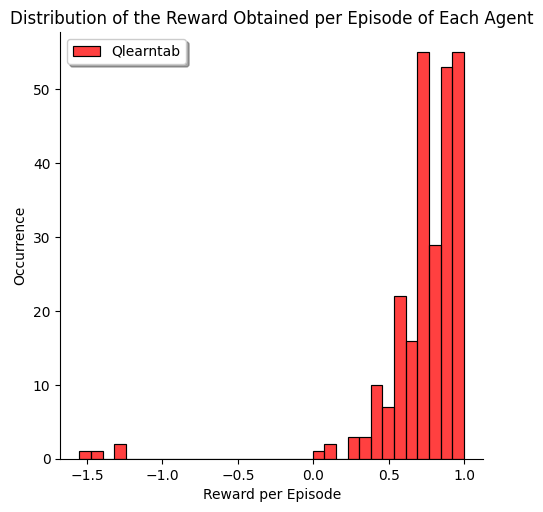 Distribution of the Reward Obtained per Episode of Each Agent
Qlearntab
50
40
30
20
10
0
Occurrence
−1.5 −1.0 −0.5 0.0 0.5 1.0
Reward per Episode